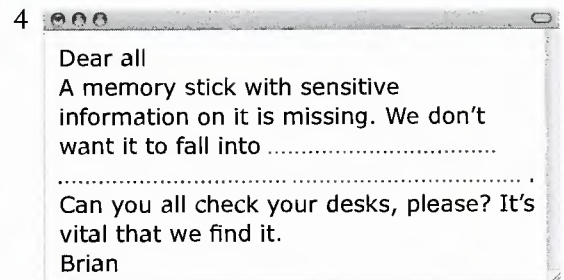 4
Dear all
A memory stick with sensitive
information on it is missing. We don't
want it to fall into ................................
........................................................................ .
Can you all check your desks, please? It's
vital that we find it.
Brian